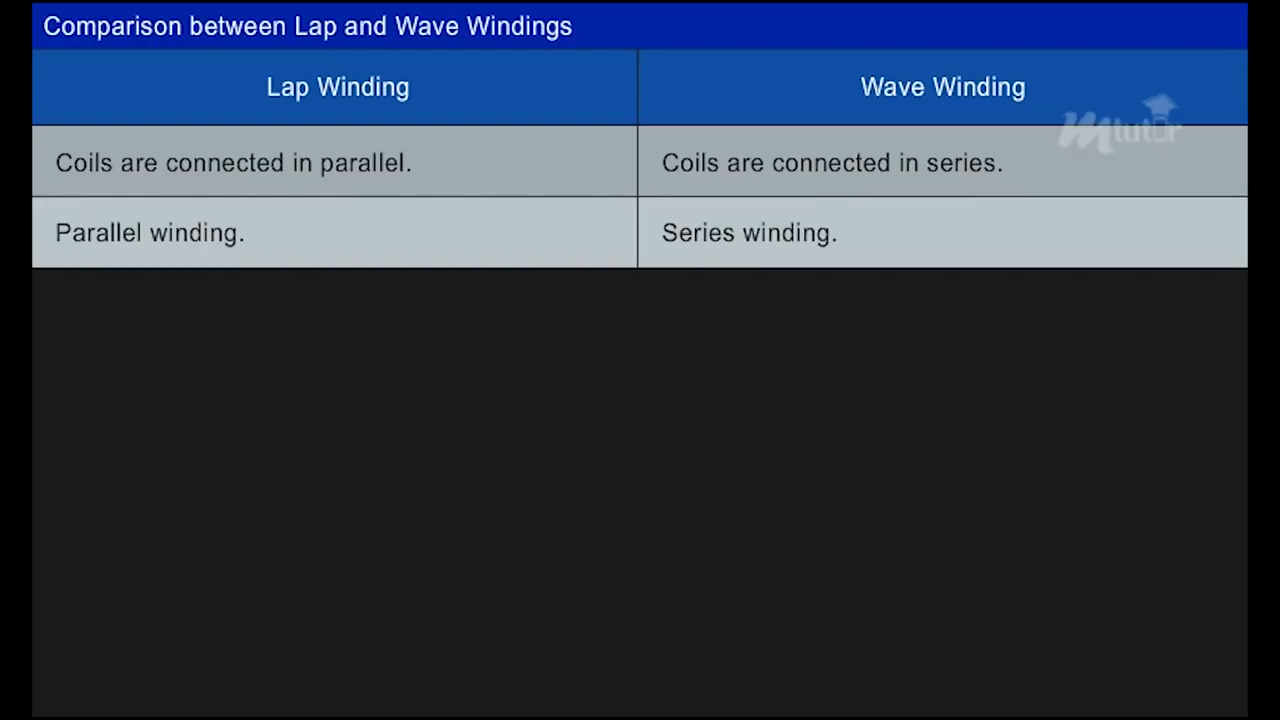 Comparison between Lap and Wave Windings
Lap Winding
Wave Winding
mtutor
Coils are connected in parallel.
Coils are connected in series.
Parallel winding.
Series winding.